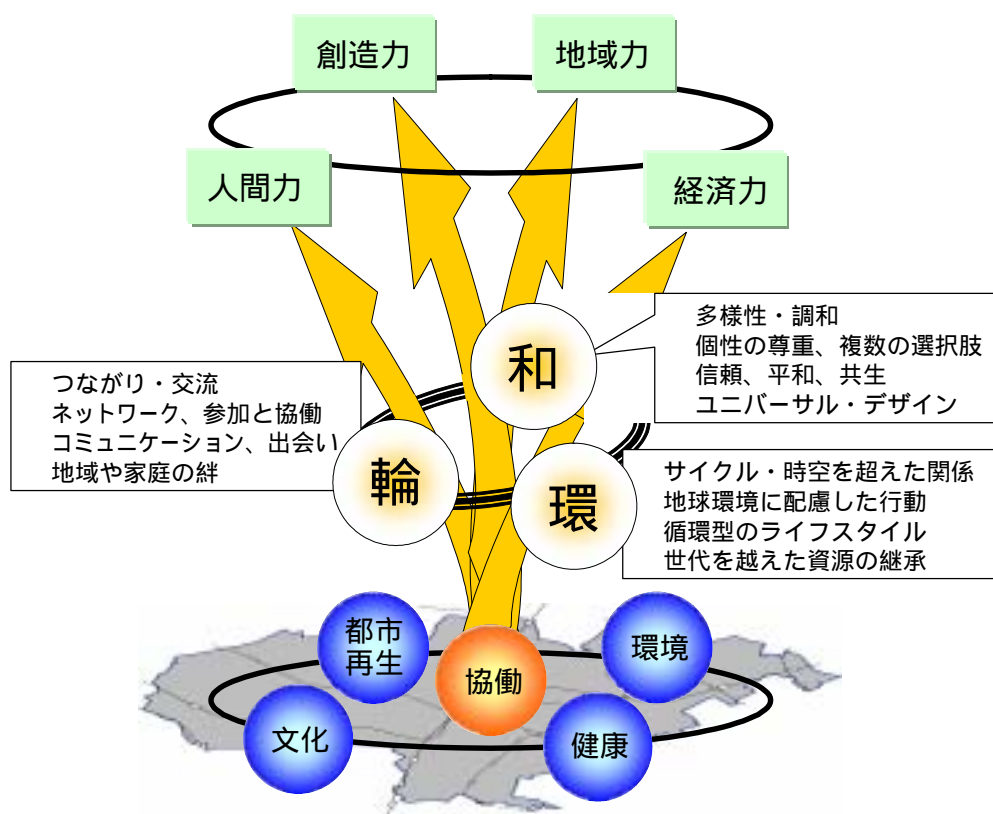 創造力
地域力
人間力
経済力
和
多様性・調和
個性の尊重、複数の選択肢
信頼、平和、共生
ユニバーサル・デザイン
つながり・交流
ネットワーク、参加と協働
コミュニケーション、出会い
地域や家庭の絆
輪
環
サイクル・時空を超えた関係
地球環境に配慮した行動
循環型のライフスタイル
世代を越えた資源の継承
都市
再生
環境
協働
文化
健康